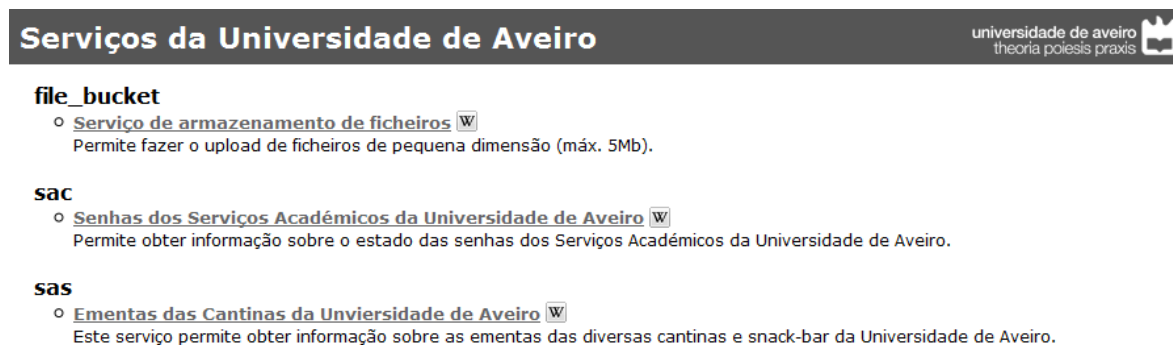 Serviços da Universidade de Aveiro
universidade de aveiro
theoria poiesis praxis
file_bucket
Serviço de armazenamento de ficheiros W
Permite fazer o upload de ficheiros de pequena dimensão (máx. 5Mb).
sac
Senhas dos Serviços Académicos da Universidade de Aveiro W
Permite obter informação sobre o estado das senhas dos Serviços Académicos da Universidade de Aveiro.
sas
Ementas das Cantinas da Unviersidade de Aveiro W
Este serviço permite obter informação sobre as ementas das diversas cantinas e snack-bar da Universidade de Aveiro.